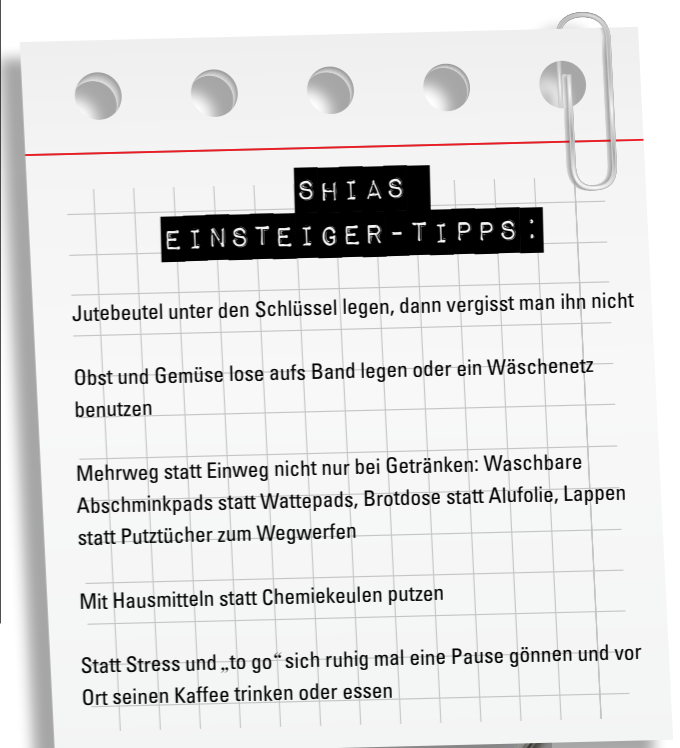 SHIAS
EINSTEIGER-TIPPS:
Jutebeutel unter den Schlüssel legen, dann vergisst man ihn nicht
Obst und Gemüse lose aufs Band legen oder ein Wäschenetz
benutzen
Mehrweg statt Einweg nicht nur bei Getränken: Waschbare
Abschminkpads statt Wattepads, Brotdose statt Alufolie, Lappen
statt Putztücher zum Wegwerfen
Mit Hausmitteln statt Chemiekeulen putzen
Statt Stress und „to go“ sich ruhig mal eine Pause gönnen und vor
Ort seinen Kaffee trinken oder essen